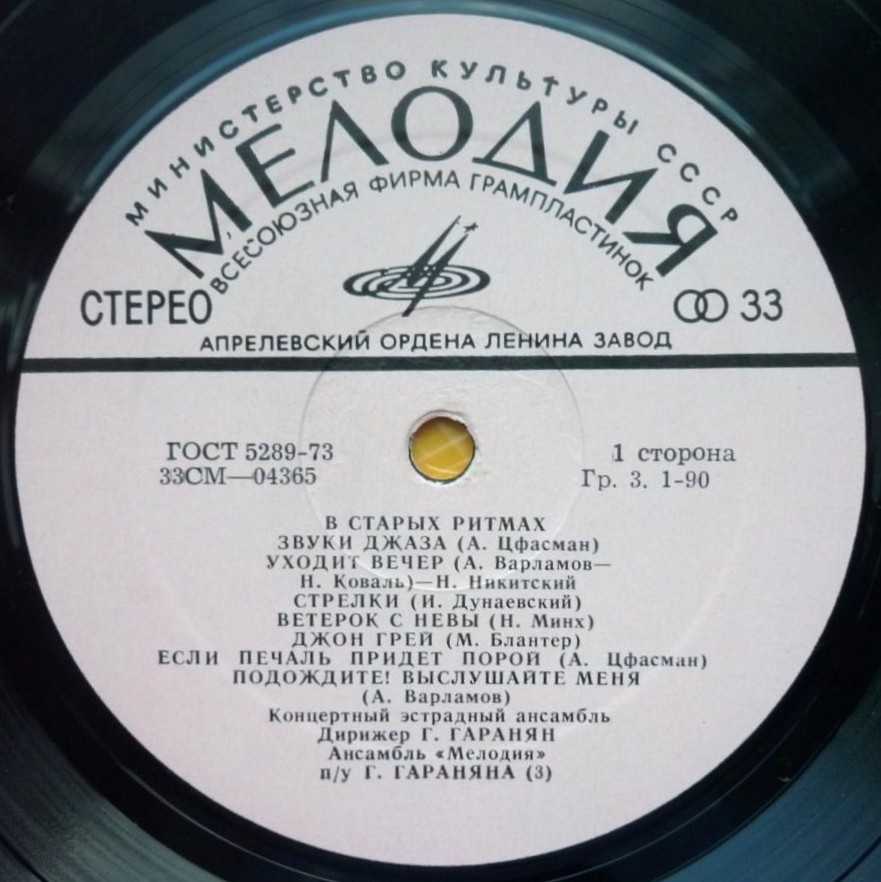 МИНИСТЕРСТВО КУЛЬТУРЫ СССР
МЕЛОДИЯ
ВСЕСОЮЗНАЯ ФИРМА ГРАМПЛАСТИНОК
СТЕРЕО
33
АПРЕЛЕВСКИЙ ОРДЕНА ЛЕНИНА ЗАВОД
ГОСТ 5289-73
1 сторона
33СМ—04365
Гр. 3. 1-90
В СТАРЫХ РИТМАХ
ЗВУКИ ДЖАЗА (А. Цфасман)
УХОДИТ ВЕЧЕР (А. Варламов—
Н. Коваль)—Н. Никитский
СТРЕЛКИ (И. Дунаевский)
ВЕТЕРОК С НЕВЫ (Н. Минх)
ДЖОН ГРЕЙ (М. Блантер)
ЕСЛИ ПЕЧАЛЬ ПРИДЕТ ПОРОЙ (А. Цфасман)
ПОДОЖДИТЕ! ВЫСЛУШАЙТЕ МЕНЯ
(А. Варламов)
Концертный эстрадный ансамбль
Дирижер Г. ГАРАНЯН
Ансамбль «Мелодия»
п/у Г. ГАРАНЯНА (3)